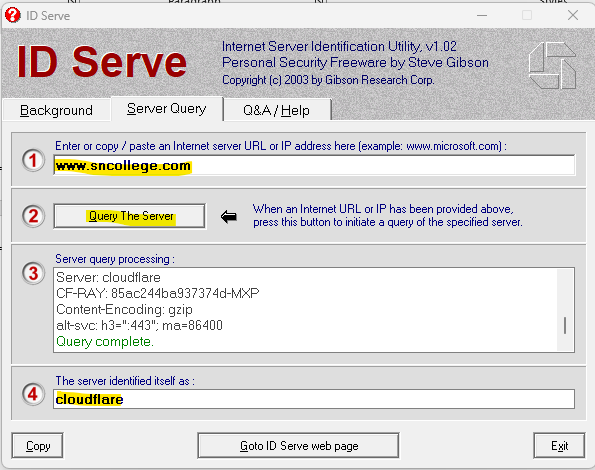 ID Serve
ID Serve
Internet Server Identification Utility, v1.02
Personal Security Freeware by Steve Gibson
Copyright (c) 2003 by Gibson Research Corp.
Background
Server Query
Q&A / Help
1
Enter or copy / paste an Internet server URL or IP address here (example: www.microsoft.com) :
www.sncollege.com
2
Query The Server
When an Internet URL or IP has been provided above,
press this button to initiate a query of the specified server.
3
Server query processing :
Server: cloudflare
CF-RAY: 85ac244ba937374d-MXP
Content-Encoding: gzip
alt-svc: h3=":443"; ma=86400
Query complete.
4
The server identified itself as :
cloudflare
Copy
Goto ID Serve web page
Exit